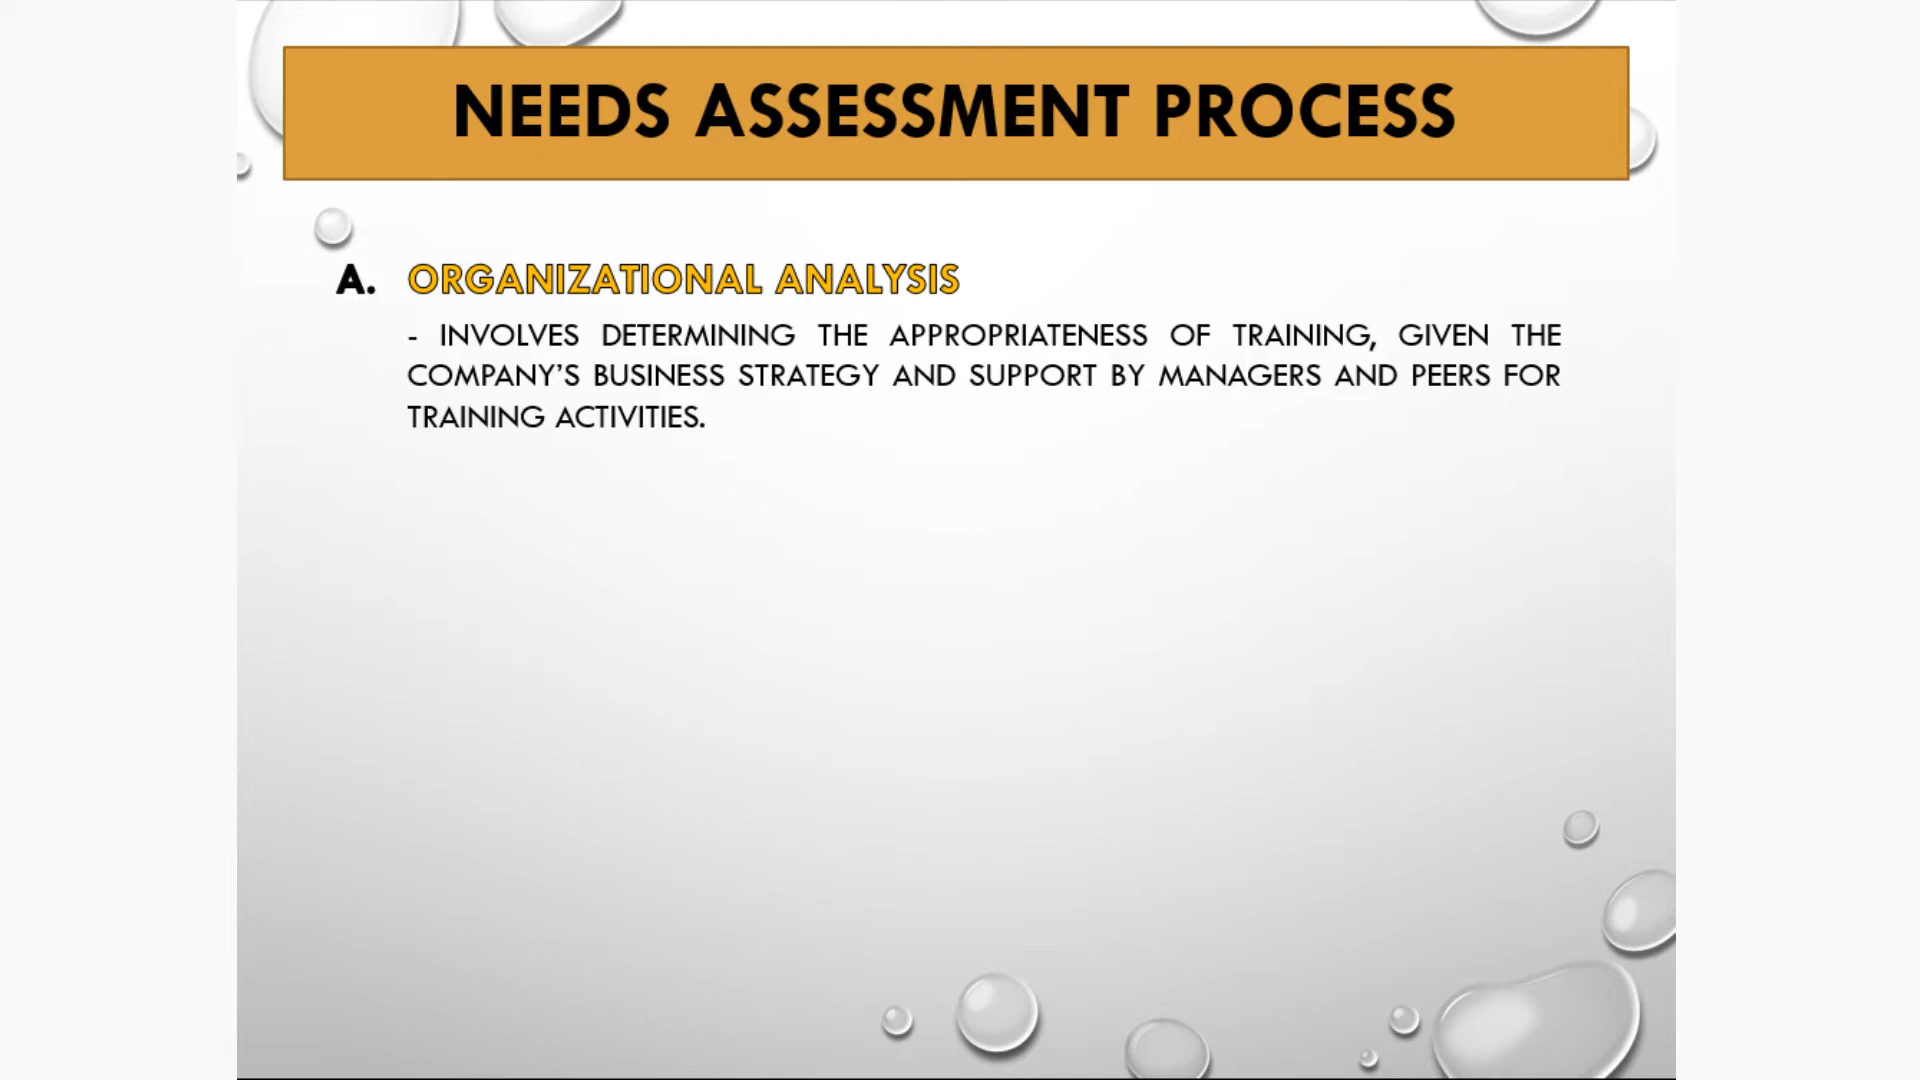 NEEDS ASSESSMENT PROCESS
A. ORGANIZATIONAL ANALYSIS
- INVOLVES DETERMINING THE APPROPRIATENESS OF TRAINING, GIVEN THE
COMPANY’S BUSINESS STRATEGY AND SUPPORT BY MANAGERS AND PEERS FOR
TRAINING ACTIVITIES.